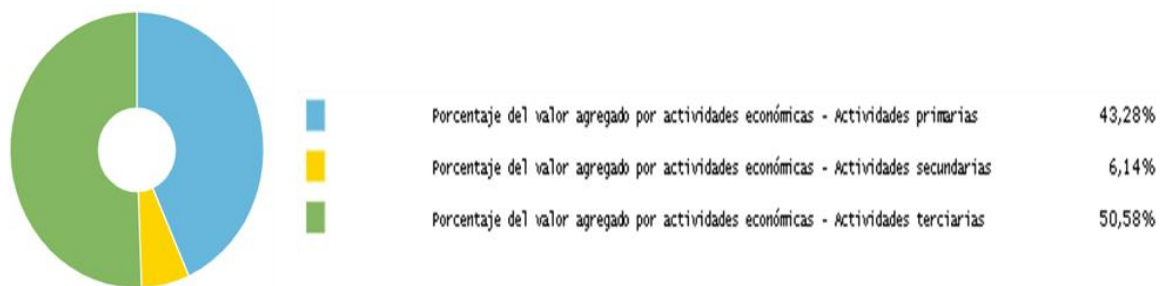 Porcentaje del valor agregado por actividades económicas - Actividades primarias 43,28%
Porcentaje del valor agregado por actividades económicas - Actividades secundarias 6,14%
Porcentaje del valor agregado por actividades económicas - Actividades terciarias 50,58%